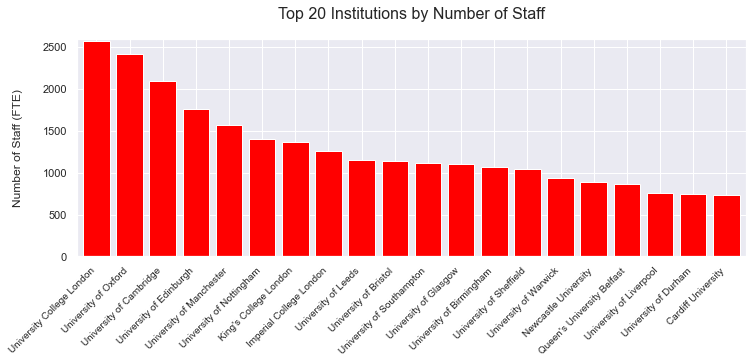 Top 20 Institutions by Number of Staff
Number of Staff (FTE)
2500
2000
1500
1000
500
0
University College London
University of Oxford
University of Cambridge
University of Edinburgh
University of Manchester
University of Nottingham
King's College London
Imperial College London
University of Leeds
University of Bristol
University of Southampton
University of Glasgow
University of Birmingham
University of Sheffield
University of Warwick
Newcastle University
Queen's University Belfast
University of Liverpool
University of Durham
Cardiff University